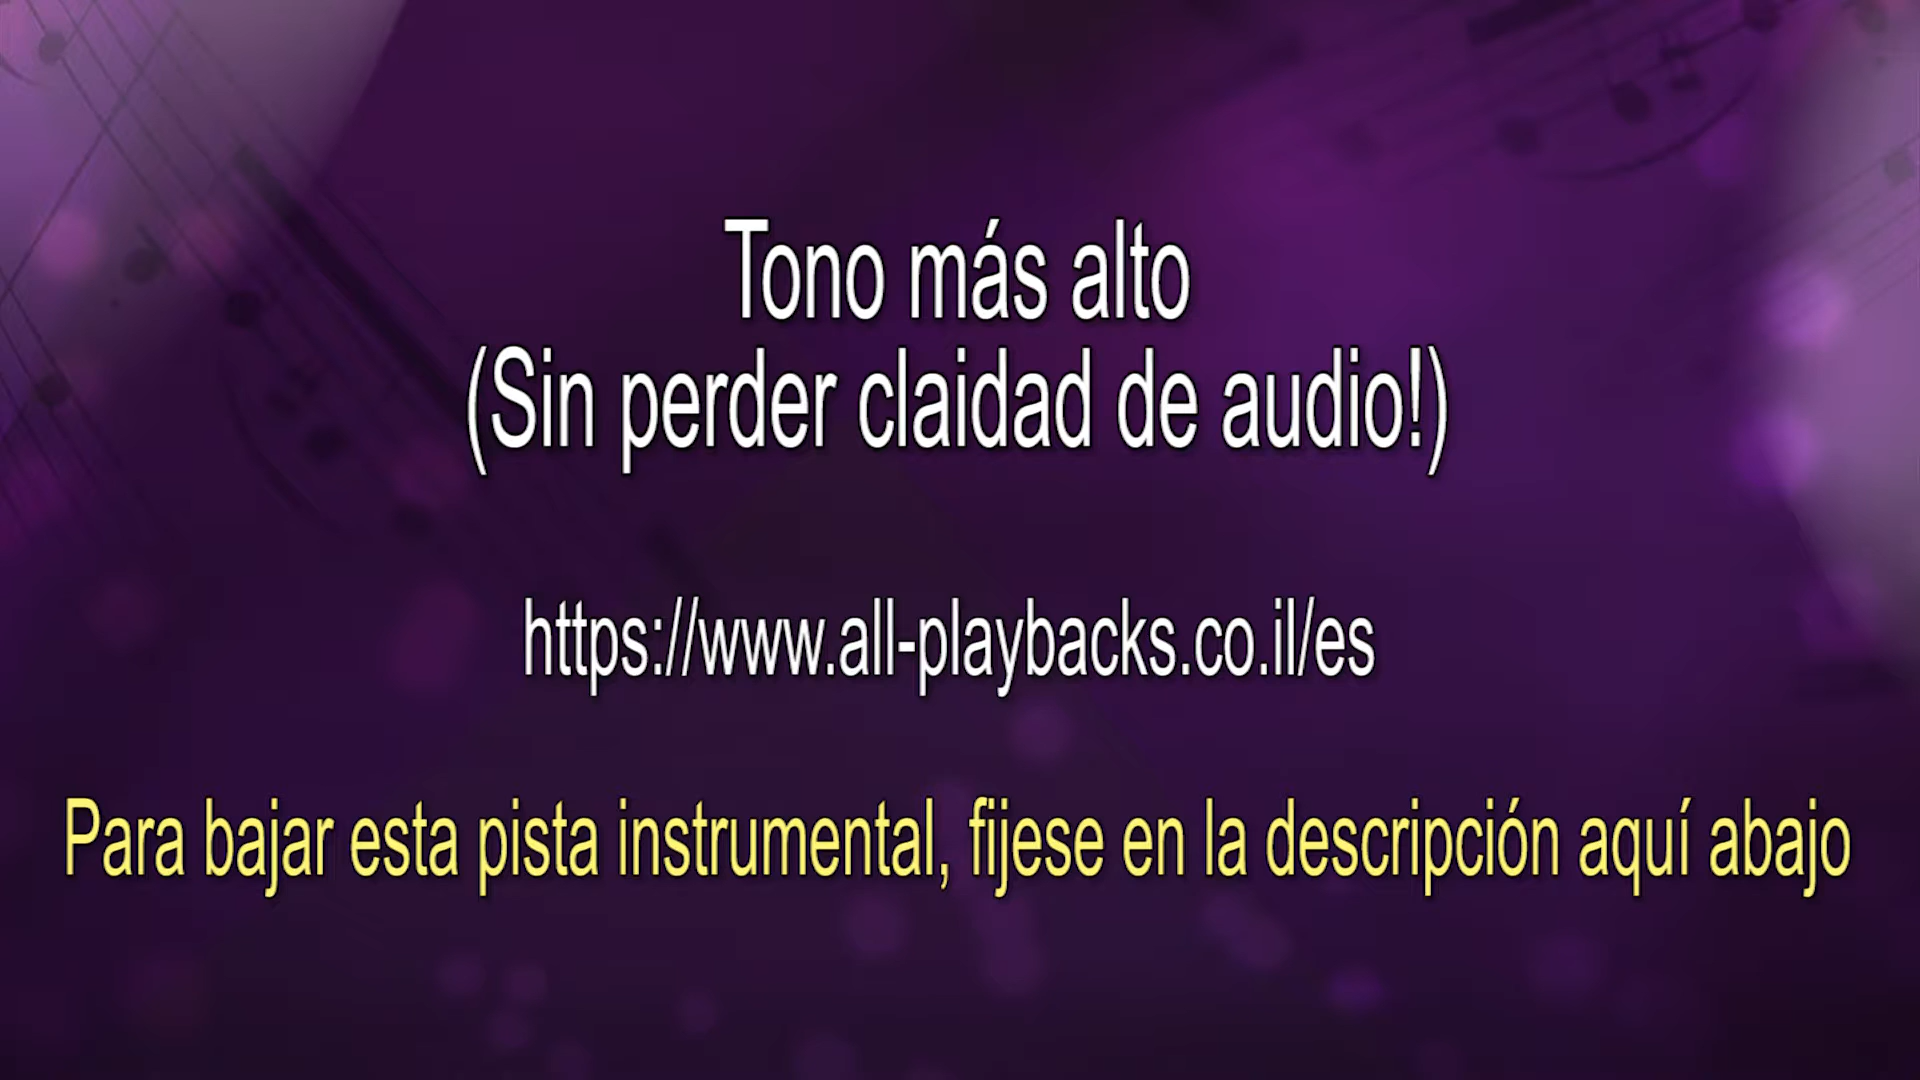 Tono más alto
(Sin perder claidad de audio!)
https://www.all-playbacks.co.il/es
Para bajar esta pista instrumental, fijese en la descripción aquí abajo